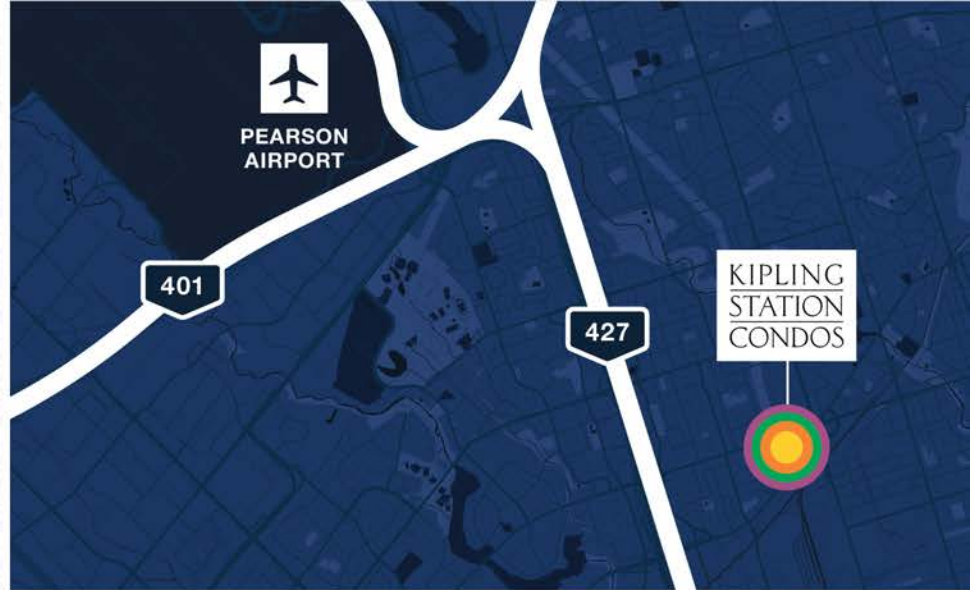 PEARSON
AIRPORT
401
427
KIPLING
STATION
CONDOS